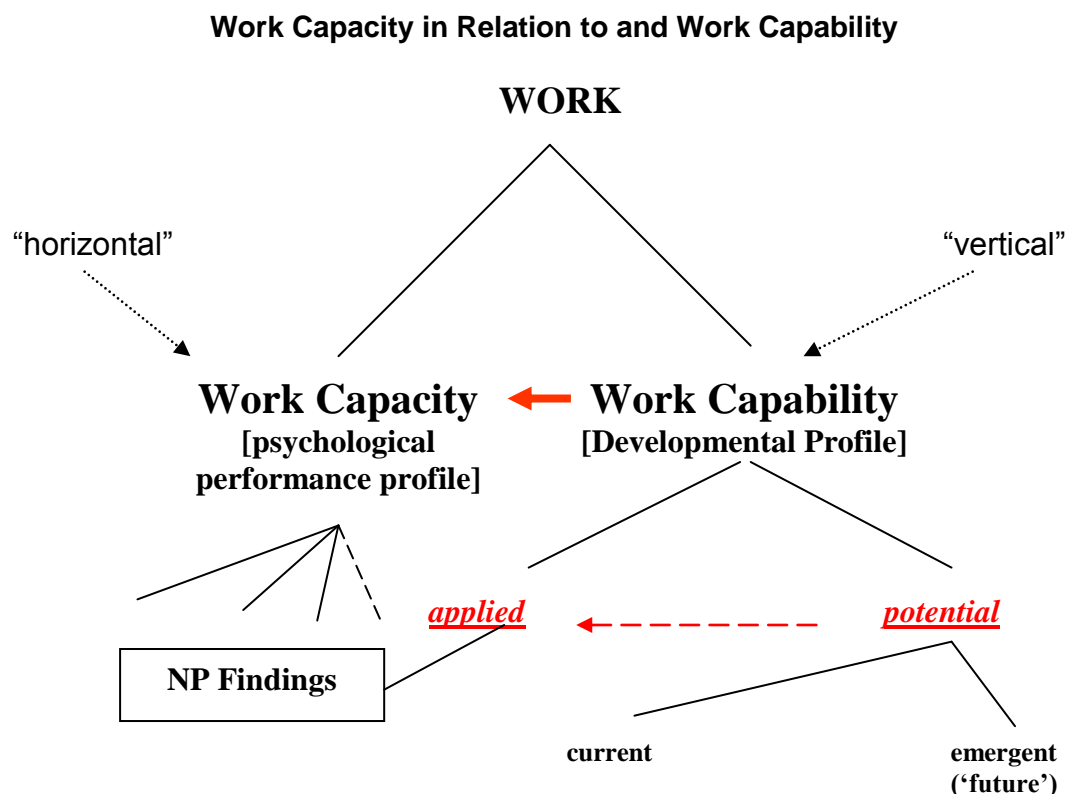 Work Capacity in Relation to and Work Capability
WORK
“horizontal”
“vertical”
Work Capacity
[psychological
performance profile]
Work Capability
[Developmental Profile]
applied
potential
NP Findings
current
emergent
(‘future’)